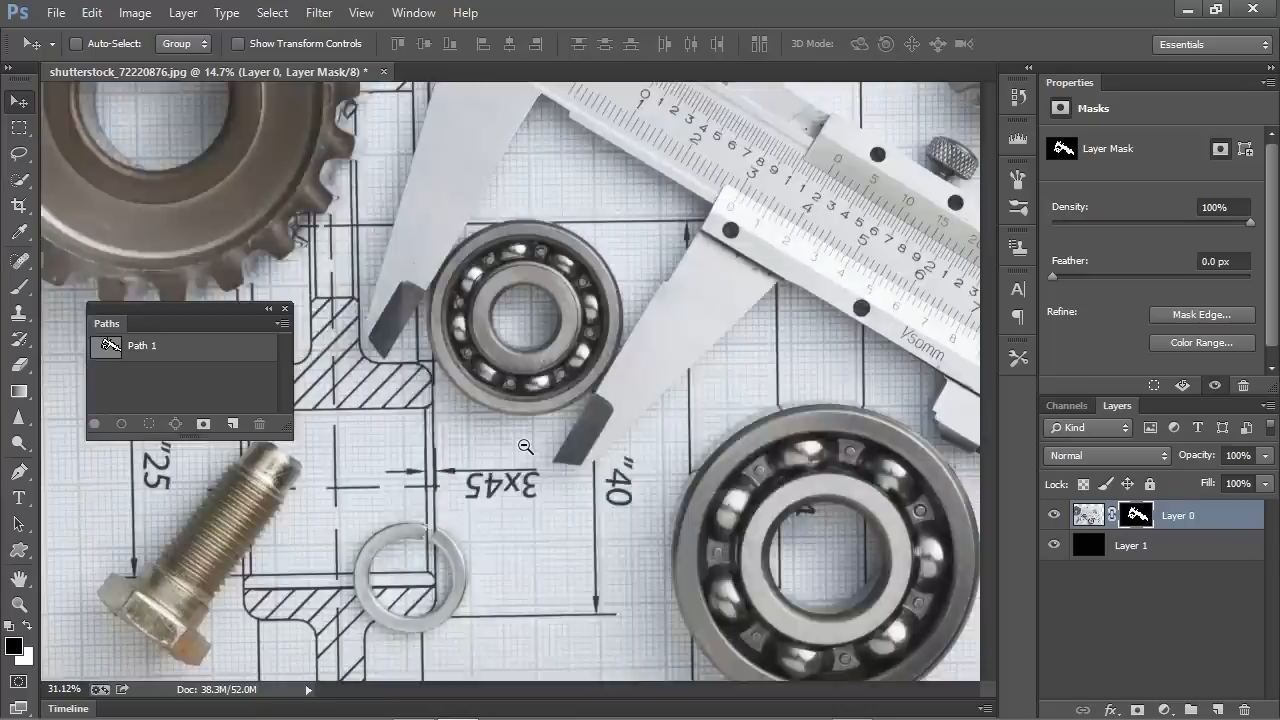 Ps File Edit Image Layer Type Select Filter View Window Help
Auto-Select: Group Show Transform Controls 3D Mode: Essentials
shutterstock_72220876.jpg @ 14.7% (Layer 0, Layer Mask/8) * ×
Properties
Masks
Layer Mask
Density: 100%
Feather: 0.0 px
Refine: Mask Edge...
Color Range...
Paths
Path 1
Channels Layers
Kind
Normal Opacity: 100%
Lock: Fill: 100%
Layer 0
Layer 1
1/50mm
"25
3x45
"40
31.12% Doc: 38.3M/52.0M
Timeline